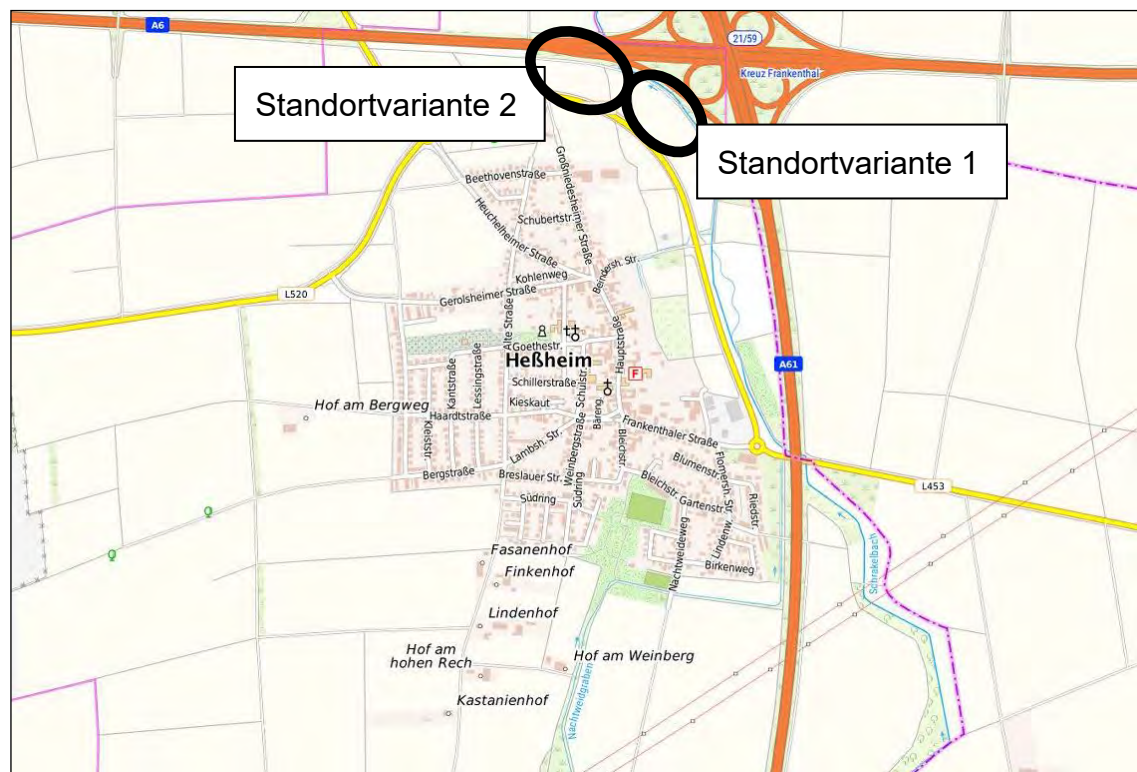 A6
21/59
Kreuz Frankenthal
Standortvariante 2
Standortvariante 1
Großniedesheimer Straße
Beethovenstraße
Heuchelheimer Straße
Schubertstr.
Beindersh. Str.
Kohlenweg
Gerolsheimer Straße
L520
Alte Straße
Hauptstraße
Goethestr.
Heßheim
Lessingstraße
Kantstraße
Schillerstraße
Schulstr.
F
A61
Kieskaut
Bäreng.
Hof am Bergweg
Haardtstraße
Kleiststr.
Weinbergstraße
Lambsh. Str.
Bleichstr.
Frankenthaler Straße
Flomersh. Str.
Blumenstr.
Bergstraße
Breslauer Str.
Bleichstr.
L453
Südring
Südring
Gartenstr.
Riedstr.
Lindenw.
Nachtweideweg
Fasanenhof
Birkenweg
Finkenhof
Schrakelbach
Lindenhof
Hof am
hohen Rech
Hof am Weinberg
Nachtweidgraben
Kastanienhof